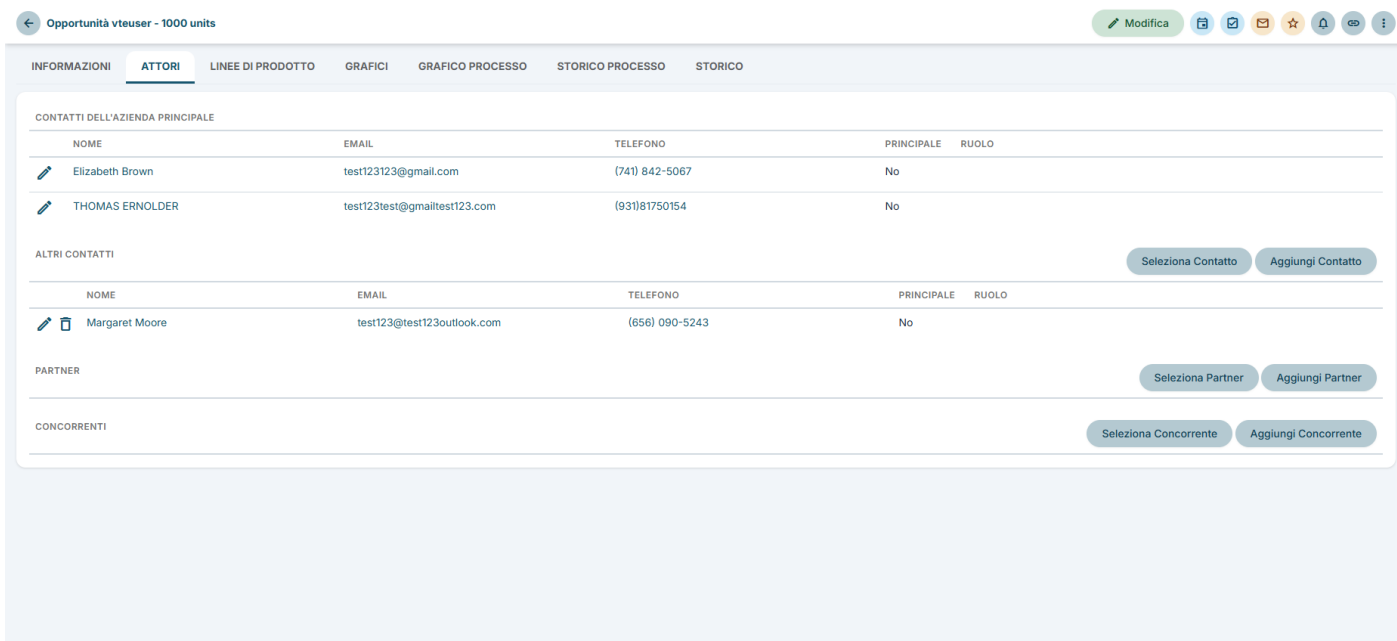 Opportunità vteuser - 1000 units
Modifica
INFORMAZIONI ATTORI LINEE DI PRODOTTO GRAFICI GRAFICO PROCESSO STORICO PROCESSO STORICO
CONTATTI DELL'AZIENDA PRINCIPALE
NOME EMAIL TELEFONO PRINCIPALE RUOLO
Elizabeth Brown test123123@gmail.com (741) 842-5067 No
THOMAS ERNOLDER test123test@gmailtest123.com (931)81750154 No
ALTRI CONTATTI Seleziona Contatto Aggiungi Contatto
NOME EMAIL TELEFONO PRINCIPALE RUOLO
Margaret Moore test123@test123outlook.com (656) 090-5243 No
PARTNER Seleziona Partner Aggiungi Partner
CONCORRENTI Seleziona Concorrente Aggiungi Concorrente